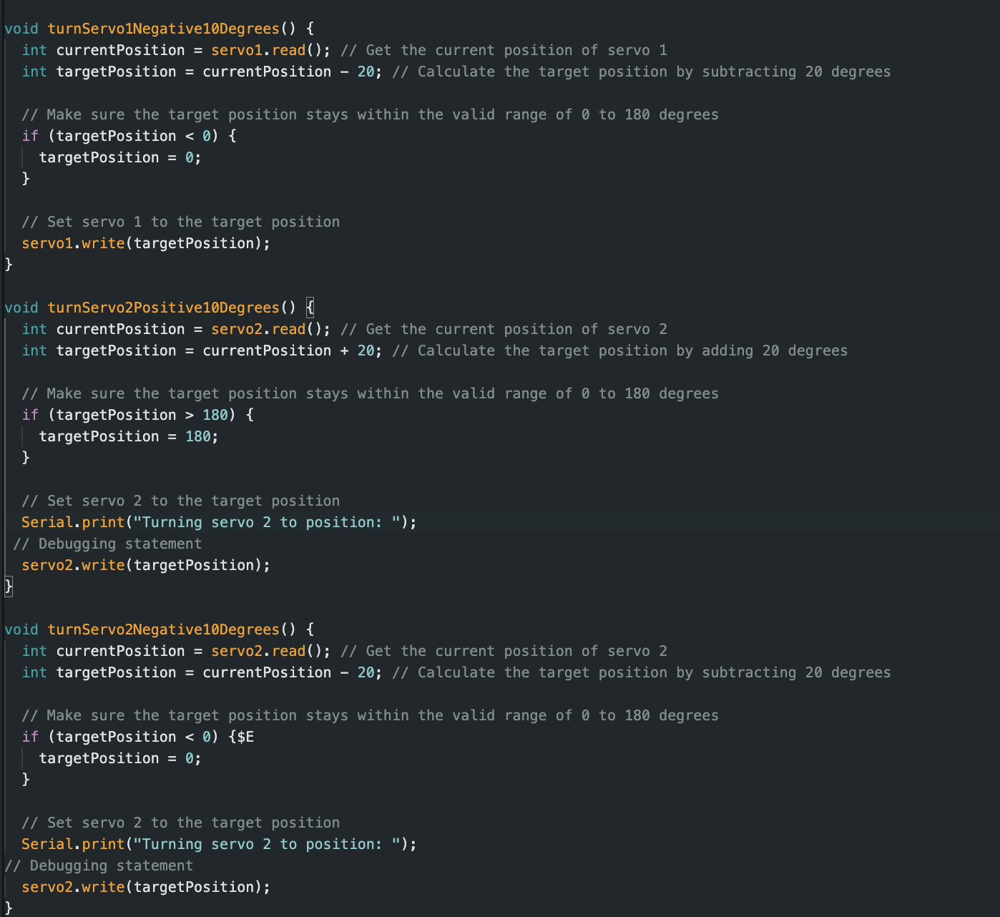 void turnServo1Negative10Degrees() {
  int currentPosition = servo1.read(); // Get the current position of servo 1
  int targetPosition = currentPosition - 20; // Calculate the target position by subtracting 20 degrees

  // Make sure the target position stays within the valid range of 0 to 180 degrees
  if (targetPosition < 0) {
    targetPosition = 0;
  }

  // Set servo 1 to the target position
  servo1.write(targetPosition);
}

void turnServo2Positive10Degrees() {
  int currentPosition = servo2.read(); // Get the current position of servo 2
  int targetPosition = currentPosition + 20; // Calculate the target position by adding 20 degrees

  // Make sure the target position stays within the valid range of 0 to 180 degrees
  if (targetPosition > 180) {
    targetPosition = 180;
  }

  // Set servo 2 to the target position
  Serial.print("Turning servo 2 to position: ");
 // Debugging statement
  servo2.write(targetPosition);
}

void turnServo2Negative10Degrees() {
  int currentPosition = servo2.read(); // Get the current position of servo 2
  int targetPosition = currentPosition - 20; // Calculate the target position by subtracting 20 degrees

  // Make sure the target position stays within the valid range of 0 to 180 degrees
  if (targetPosition < 0) {$E
    targetPosition = 0;
  }

  // Set servo 2 to the target position
  Serial.print("Turning servo 2 to position: ");
// Debugging statement
  servo2.write(targetPosition);
}